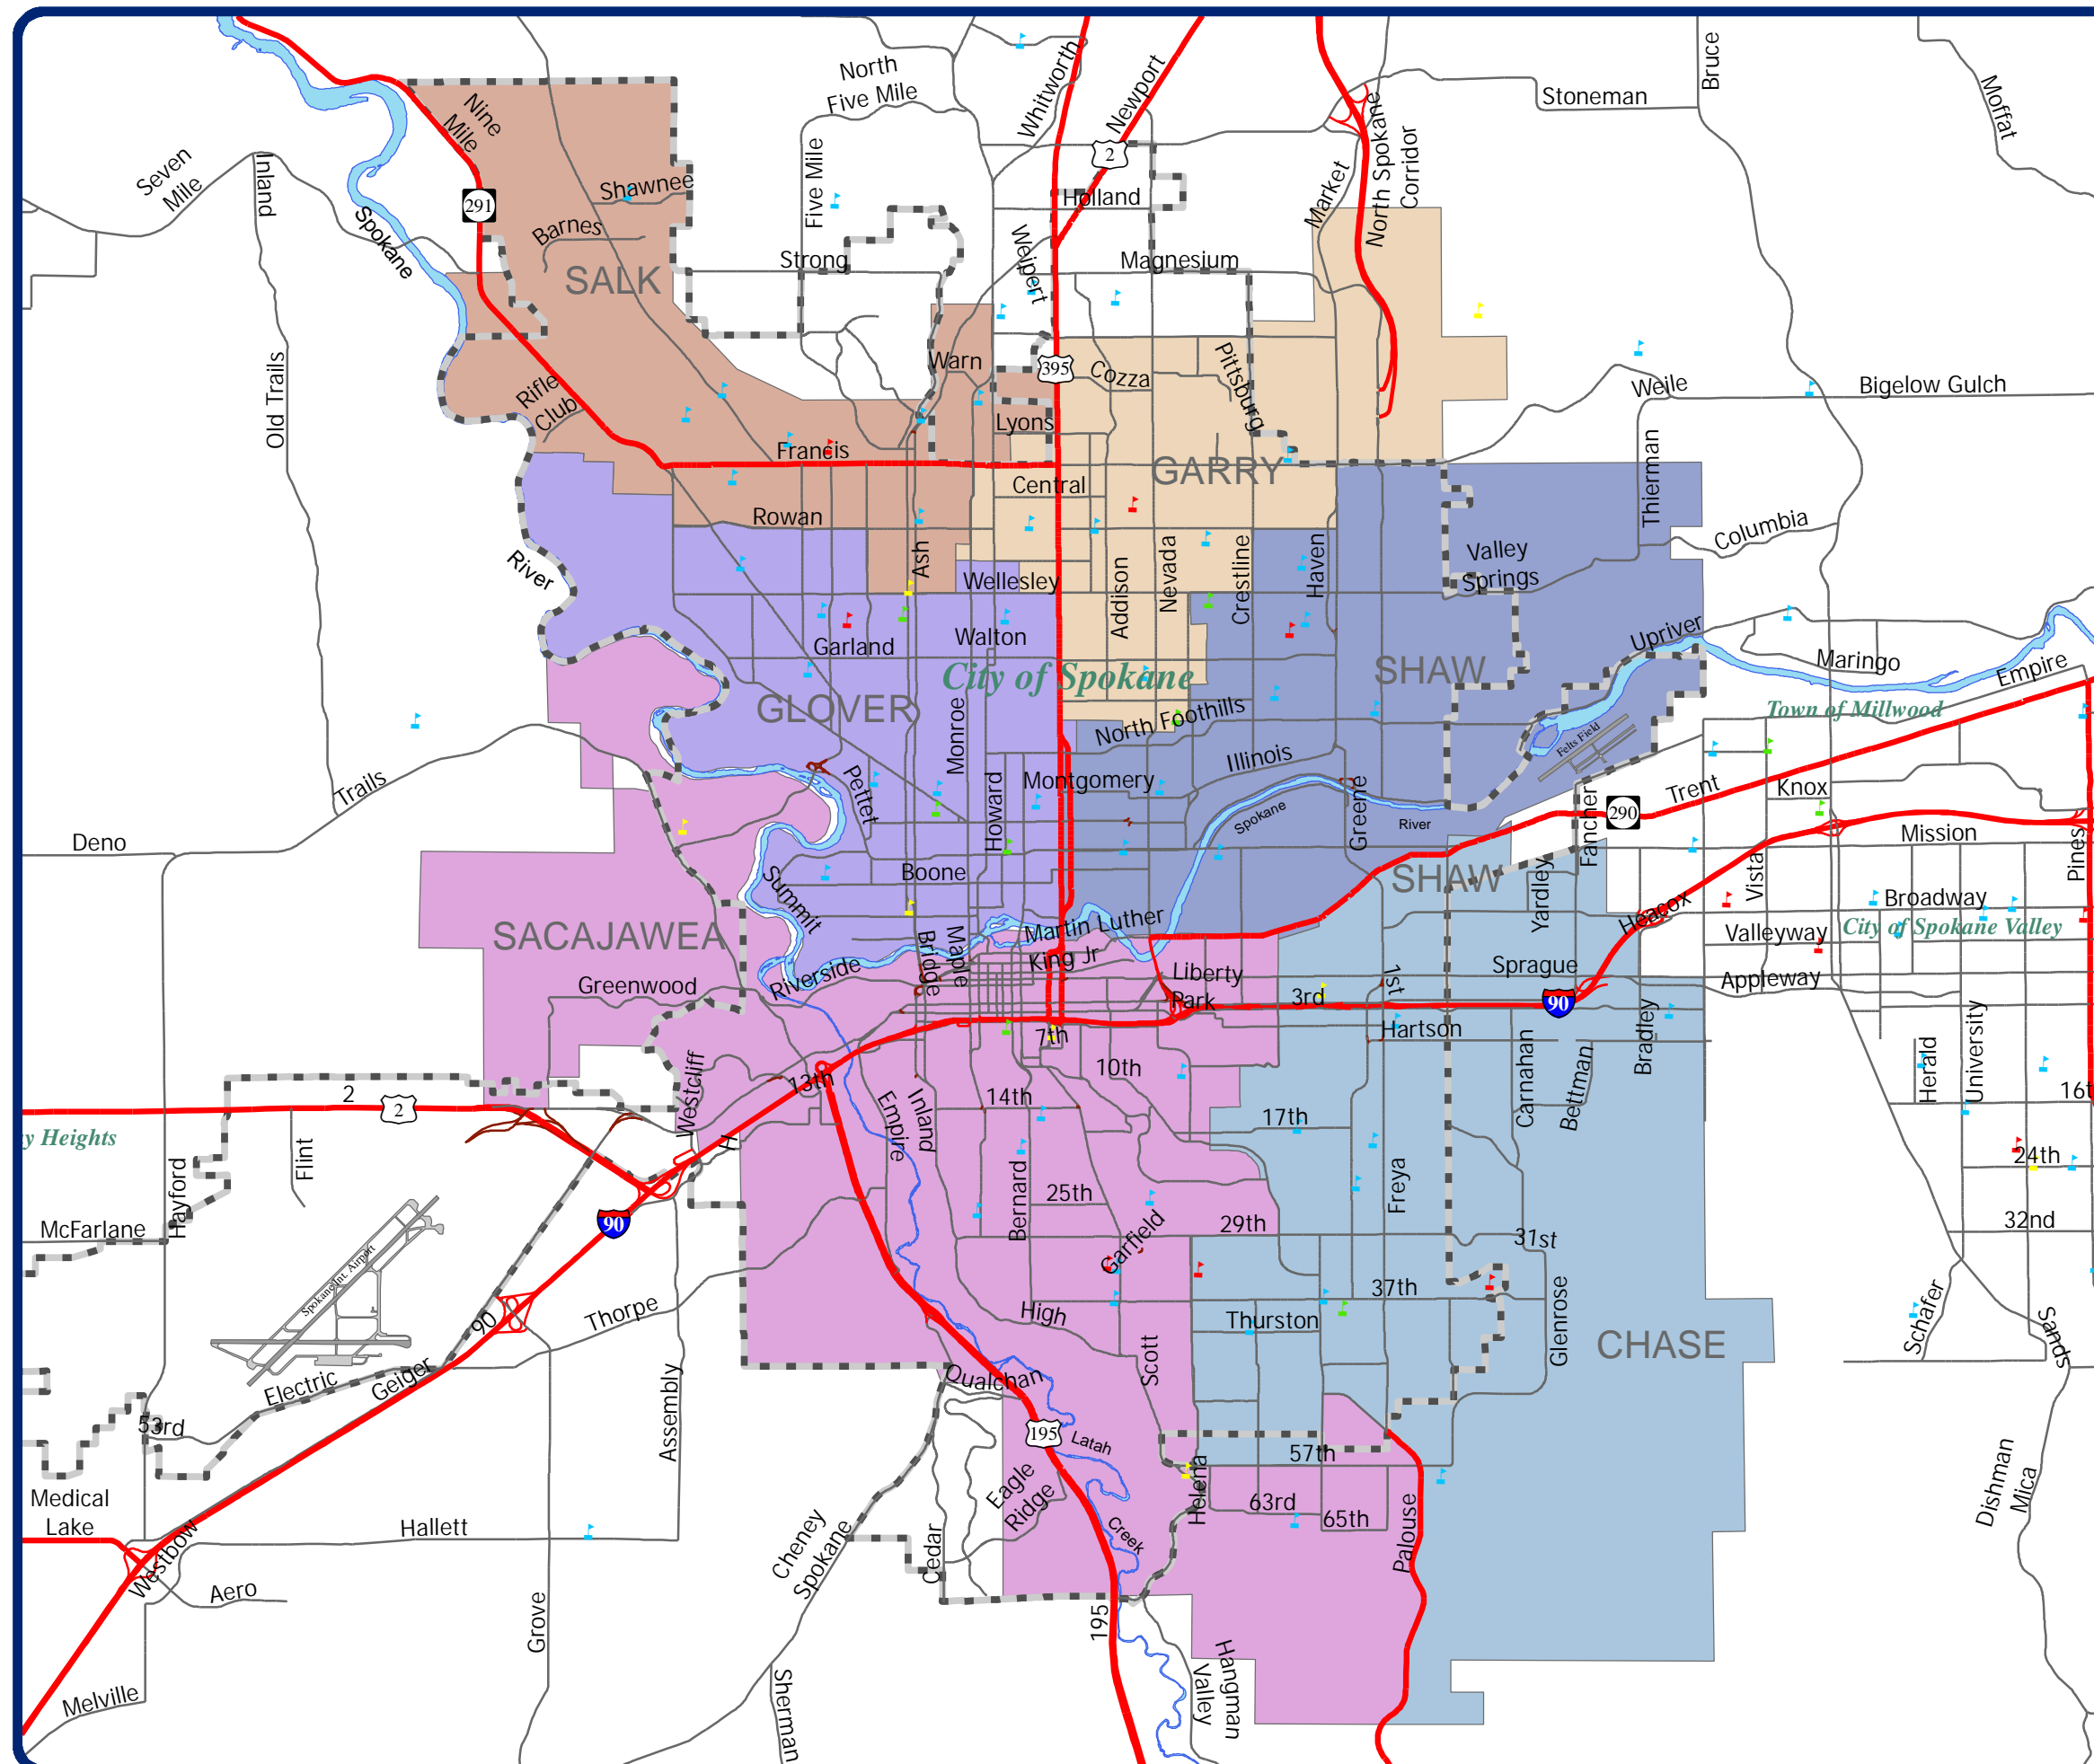 North
Five Mile
Whitworth
Newport
2
Stoneman
Bruce
Moffat
Nine
Mile
Seven
Mile
Inland
291
Shawnee
Barnes
Five Mile
Holland
Market
North Spokane
Corridor
Spokane
SALK
Strong
Weipert
Magnesium
Old Trails
Rifle
Club
Warn
395
Cozza
Pittsburg
Weile
Bigelow Gulch
Lyons
Francis
GARRY
Central
Rowan
Thierman
Columbia
River
Ash
Wellesley
Addison
Nevada
Crestline
Haven
Valley
Springs
Garland
Walton
City of Spokane
SHAW
Upriver
Maringo
Empire
GLOVER
Monroe
North Foothills
Town of Millwood
Felts Field
Trails
Pettet
Howard
Montgomery
Illinois
Greene
Spokane
River
290
Trent
Knox
Fancher
Deno
Mission
Pines
Summit
Boone
SHAW
Yardley
Vista
Heacox
Broadway
SACAJAWEA
Bridge
Maple
Martin Luther
King Jr
Valleyway
City of Spokane Valley
Greenwood
Riverside
Liberty
Park
1st
3rd
Sprague
90
Appleway
7th
Hartson
Carnahan
Bettman
Bradley
Herald
University
Westcliff
13th
10th
2
2
14th
Empire
Inland
17th
16t
y Heights
H
Flint
Hayford
Bernard
25th
Freya
24th
McFarlane
90
Garfield
29th
31st
32nd
Spokane Int. Airport
90
Thorpe
High
37th
Thurston
Glenrose
CHASE
Schafer
Sands
Scott
Electric
Geiger
Assembly
Qualchan
53rd
195
Latah
57th
Medical
Lake
Eagle
Ridge
Helena
63rd
65th
Palouse
Dishman
Mica
Hallett
Westbow
Cheney
Spokane
Cedar
Creek
Aero
Grove
195
Hangman
Valley
Melville
Sherman